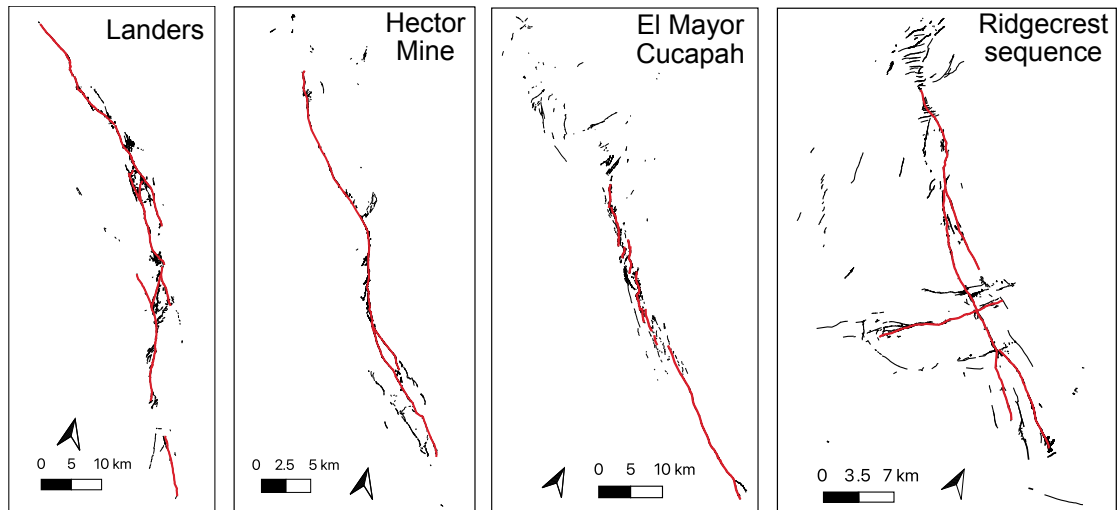 Landers
0 5 10 km
Hector
Mine
0 2.5 5 km
El Mayor
Cucapah
0 5 10 km
Ridgecrest
sequence
0 3.5 7 km